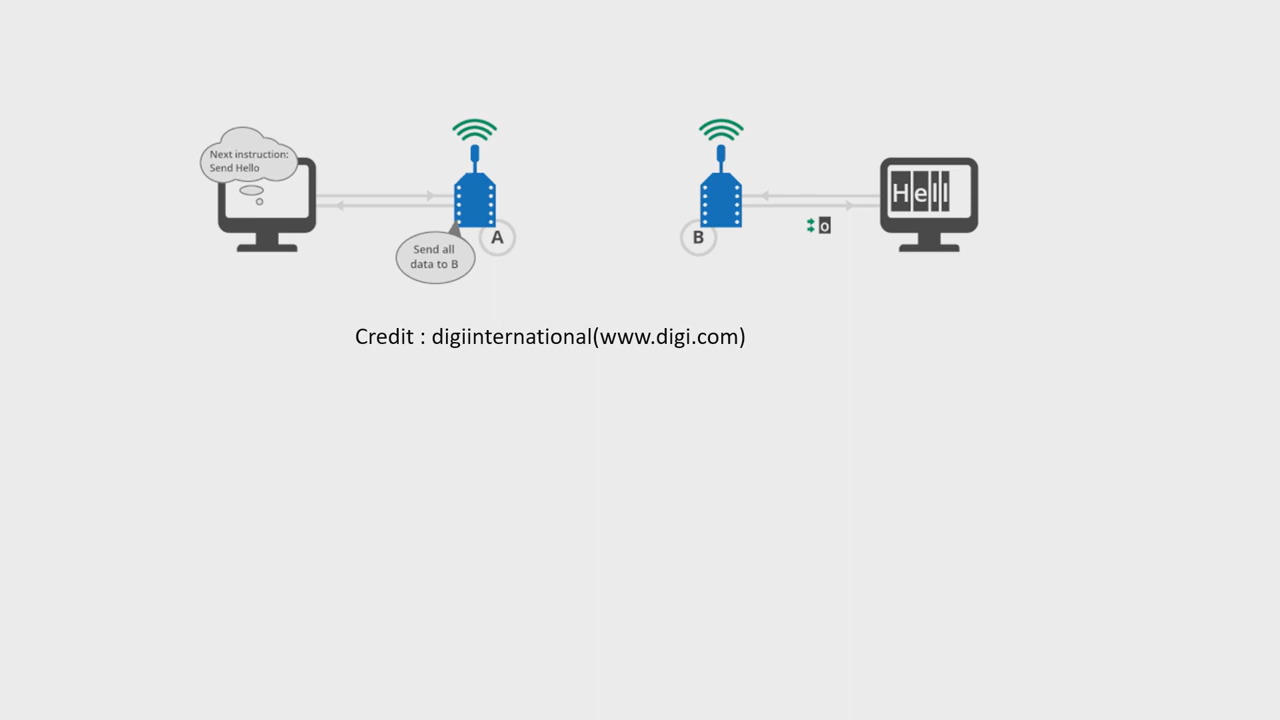 Next instruction:
Send Hello
Send all
data to B
A
B
o
Hell
Credit : digiinternational(www.digi.com)